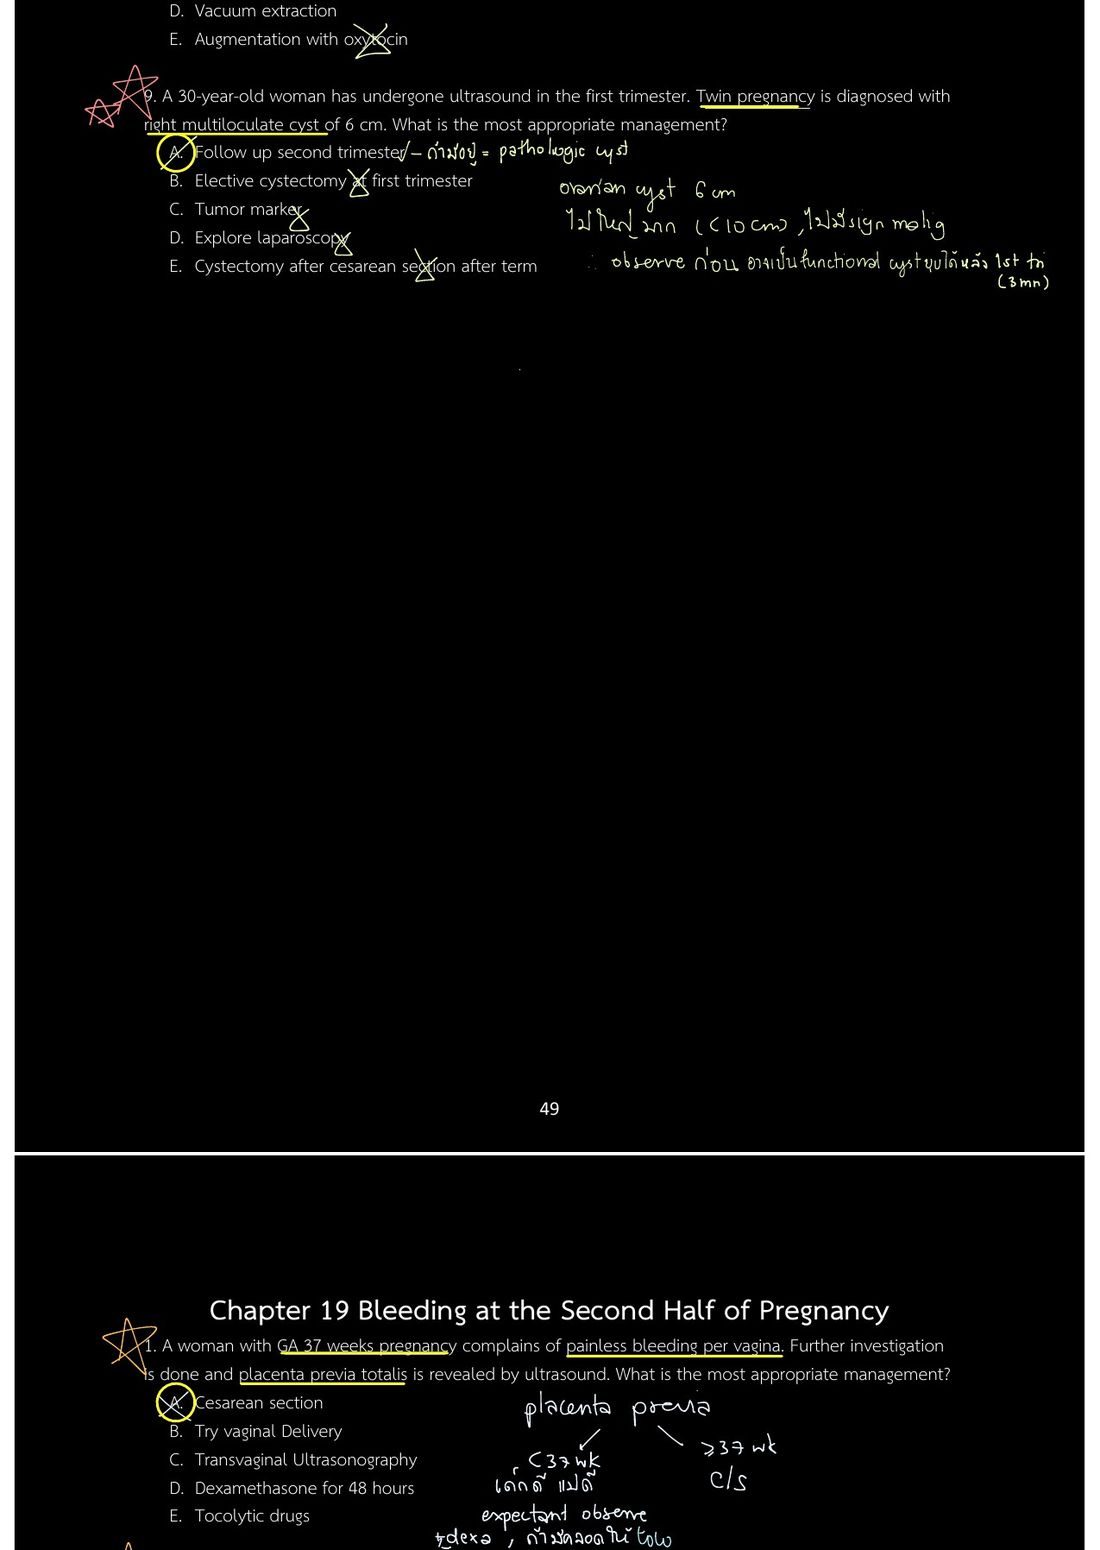 D. Vacuum extraction
E. Augmentation with oxytocin
9. A 30-year-old woman has undergone ultrasound in the first trimester. Twin pregnancy is diagnosed with
right multiloculate cyst of 6 cm. What is the most appropriate management?
A. Follow up second trimester - ถ้ายังอยู่ = pathologic cyst
B. Elective cystectomy at first trimester
C. Tumor marker
D. Explore laparoscopy
E. Cystectomy after cesarean section after term
ovarian cyst 6 cm
ไม่ใหญ่มาก (<10 cm), ไม่มี sign malig
∴ observe ก่อน อาจเป็น functional cyst ยุบได้หลัง 1st tri
(3 mn)
49
Chapter 19 Bleeding at the Second Half of Pregnancy
1. A woman with GA 37 weeks pregnancy complains of painless bleeding per vagina. Further investigation
is done and placenta previa totalis is revealed by ultrasound. What is the most appropriate management?
A. Cesarean section
B. Try vaginal Delivery
C. Transvaginal Ultrasonography
D. Dexamethasone for 48 hours
E. Tocolytic drugs
placenta previa
<37 wk
เด็กดี แม่ดี
expectant observe
+dexa, ถ้า ให้ toco
≥37 wk
c/s